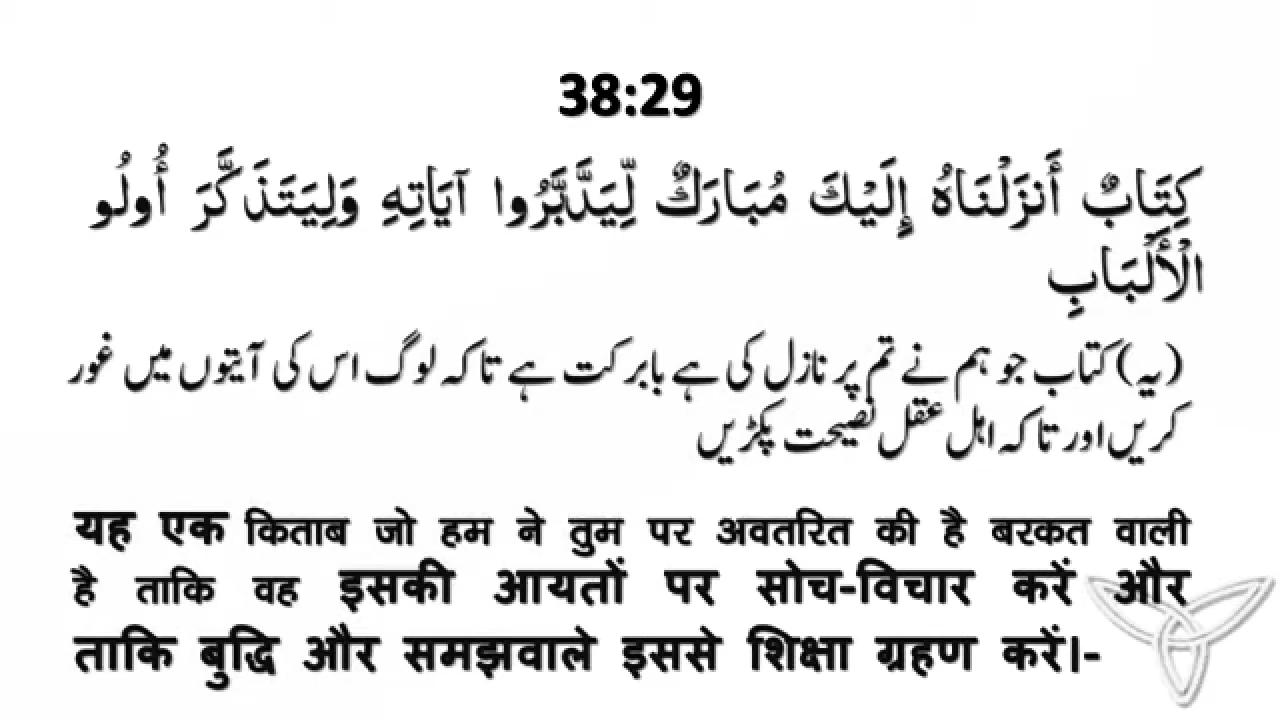 38:29
كِتَابٌ أَنزَلْنَاهُ إِلَيْكَ مُبَارَكٌ لِّيَدَّبَّرُوا آيَاتِهِ وَلِيَتَذَكَّرَ أُولُو
الْأَلْبَابِ
(یہ) کتاب جو ہم نے تم پر نازل کی ہے بابرکت ہے تاکہ لوگ اس کی آیتوں میں غور
کریں اور تاکہ اہل عقل نصیحت پکڑیں
यह एक किताब जो हम ने तुम पर अवतरित की है बरकत वाली
है ताकि वह इसकी आयतों पर सोच-विचार करें और
ताकि बुद्धि और समझवाले इससे शिक्षा ग्रहण करें।-